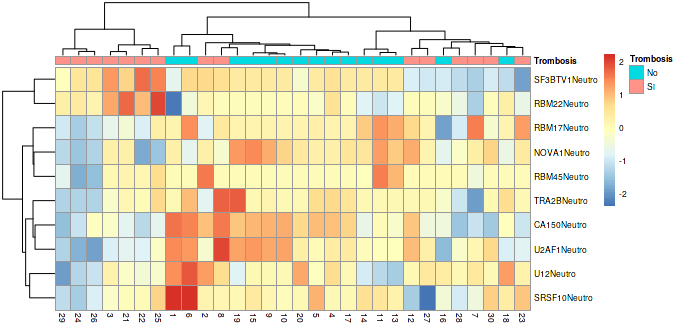 Trombosis
SF3BTV1Neutro
RBM22Neutro
RBM17Neutro
NOVA1Neutro
RBM45Neutro
TRA2BNeutro
CA150Neutro
U2AF1Neutro
U12Neutro
SRSF10Neutro
29 24 26 3 21 22 25 1 6 2 8 19 15 9 10 20 5 4 17 14 11 13 12 27 16 28 7 30 18 23
2
1
0
-1
-2
Trombosis
No
SI